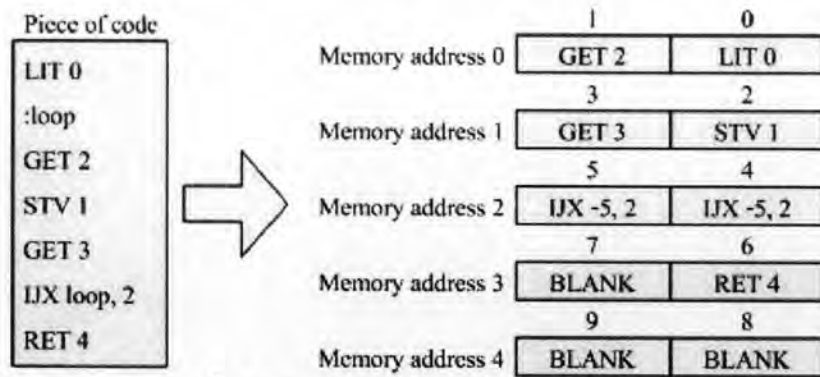 Piece of code
LIT 0
:loop
GET 2
STV 1
GET 3
IJX loop, 2
RET 4
1 0
Memory address 0 GET 2 LIT 0
3 2
Memory address 1 GET 3 STV 1
5 4
Memory address 2 IJX -5, 2 IJX -5, 2
7 6
Memory address 3 BLANK RET 4
9 8
Memory address 4 BLANK BLANK